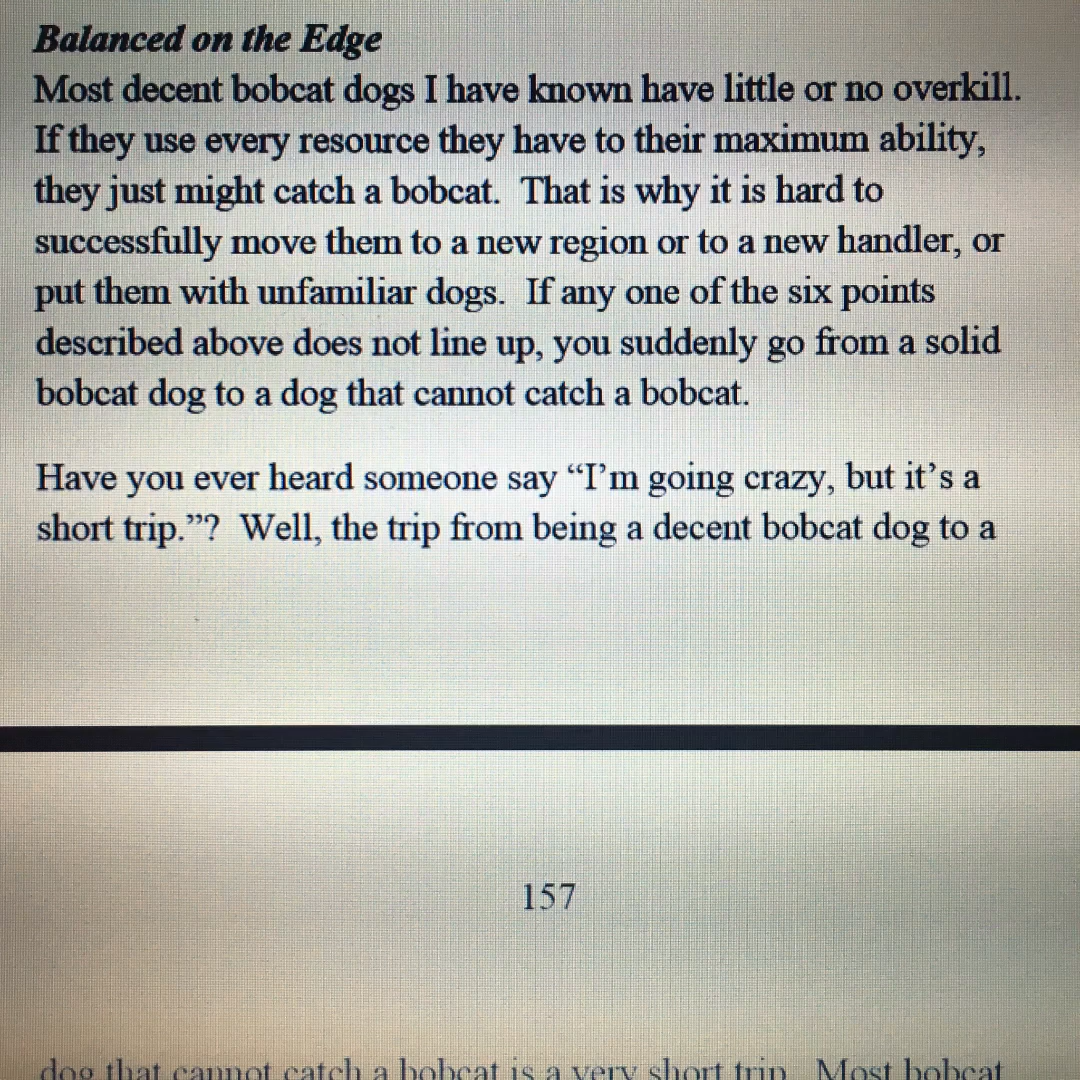 Balanced on the Edge
Most decent bobcat dogs I have known have little or no overkill.
If they use every resource they have to their maximum ability,
they just might catch a bobcat.  That is why it is hard to
successfully move them to a new region or to a new handler, or
put them with unfamiliar dogs.  If any one of the six points
described above does not line up, you suddenly go from a solid
bobcat dog to a dog that cannot catch a bobcat.
Have you ever heard someone say “I’m going crazy, but it’s a
short trip.”?  Well, the trip from being a decent bobcat dog to a
157
dog that cannot catch a bobcat is a very short trip.  Most bobcat